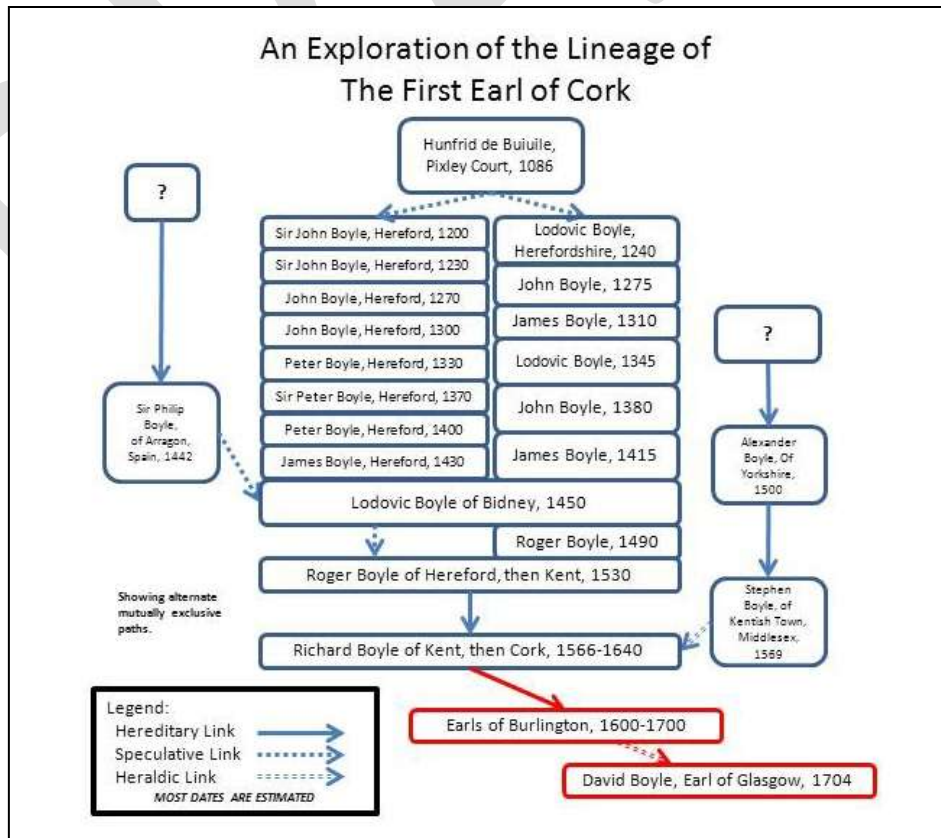 An Exploration of the Lineage of
The First Earl of Cork
Hunfrid de Buiuile,
Pixley Court, 1086
?
Sir John Boyle, Hereford, 1200
Sir John Boyle, Hereford, 1230
John Boyle, Hereford, 1270
John Boyle, Hereford, 1300
Peter Boyle, Hereford, 1330
Sir Peter Boyle, Hereford, 1370
Peter Boyle, Hereford, 1400
James Boyle, Hereford, 1430
Lodovic Boyle,
Herefordshire, 1240
John Boyle, 1275
James Boyle, 1310
Lodovic Boyle, 1345
John Boyle, 1380
James Boyle, 1415
?
Sir Philip
Boyle,
of Arragon,
Spain, 1442
Alexander
Boyle, Of
Yorkshire,
1500
Lodovic Boyle of Bidney, 1450
Roger Boyle, 1490
Roger Boyle of Hereford, then Kent, 1530
Showing alternate
mutually exclusive
paths.
Stephen
Boyle, of
Kentish Town,
Middlesex,
1569
Richard Boyle of Kent, then Cork, 1566-1640
Legend:
Hereditary Link
Speculative Link
Heraldic Link
MOST DATES ARE ESTIMATED
Earls of Burlington, 1600-1700
David Boyle, Earl of Glasgow, 1704